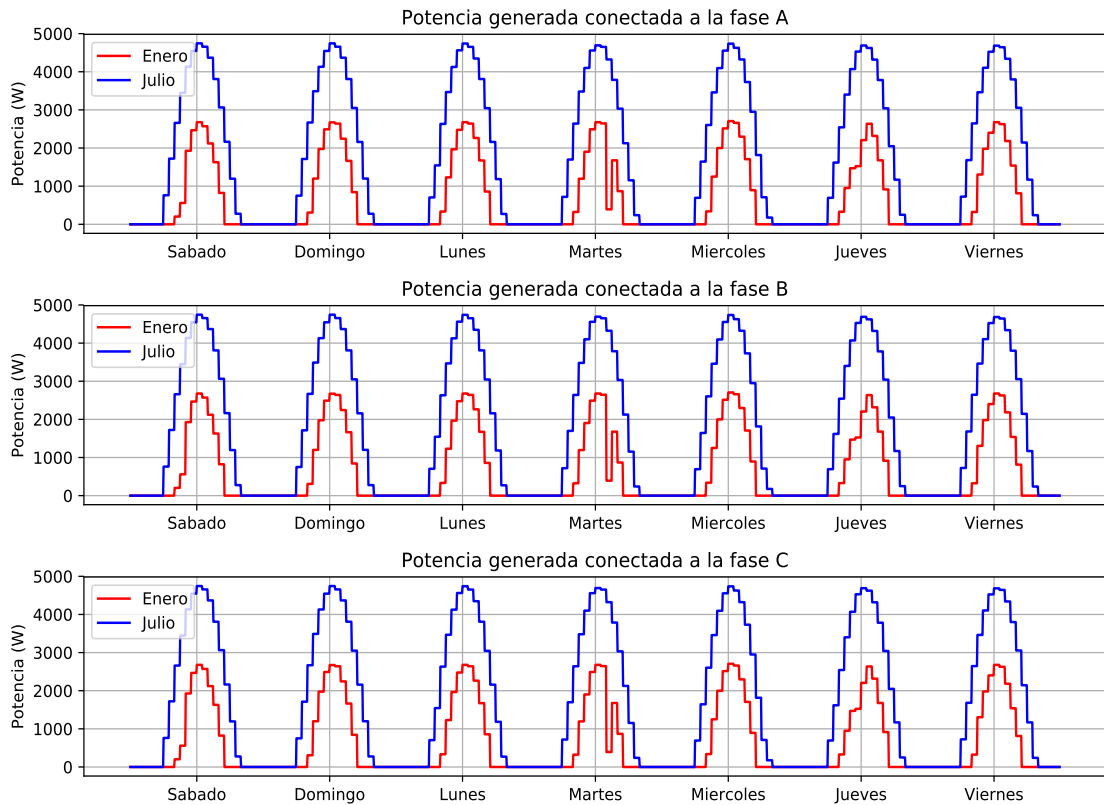 Potencia generada conectada a la fase A
Potencia (W)
5000
4000
3000
2000
1000
0
Enero
Julio
Sabado Domingo Lunes Martes Miercoles Jueves Viernes
Potencia generada conectada a la fase B
Potencia (W)
5000
4000
3000
2000
1000
0
Enero
Julio
Sabado Domingo Lunes Martes Miercoles Jueves Viernes
Potencia generada conectada a la fase C
Potencia (W)
5000
4000
3000
2000
1000
0
Enero
Julio
Sabado Domingo Lunes Martes Miercoles Jueves Viernes